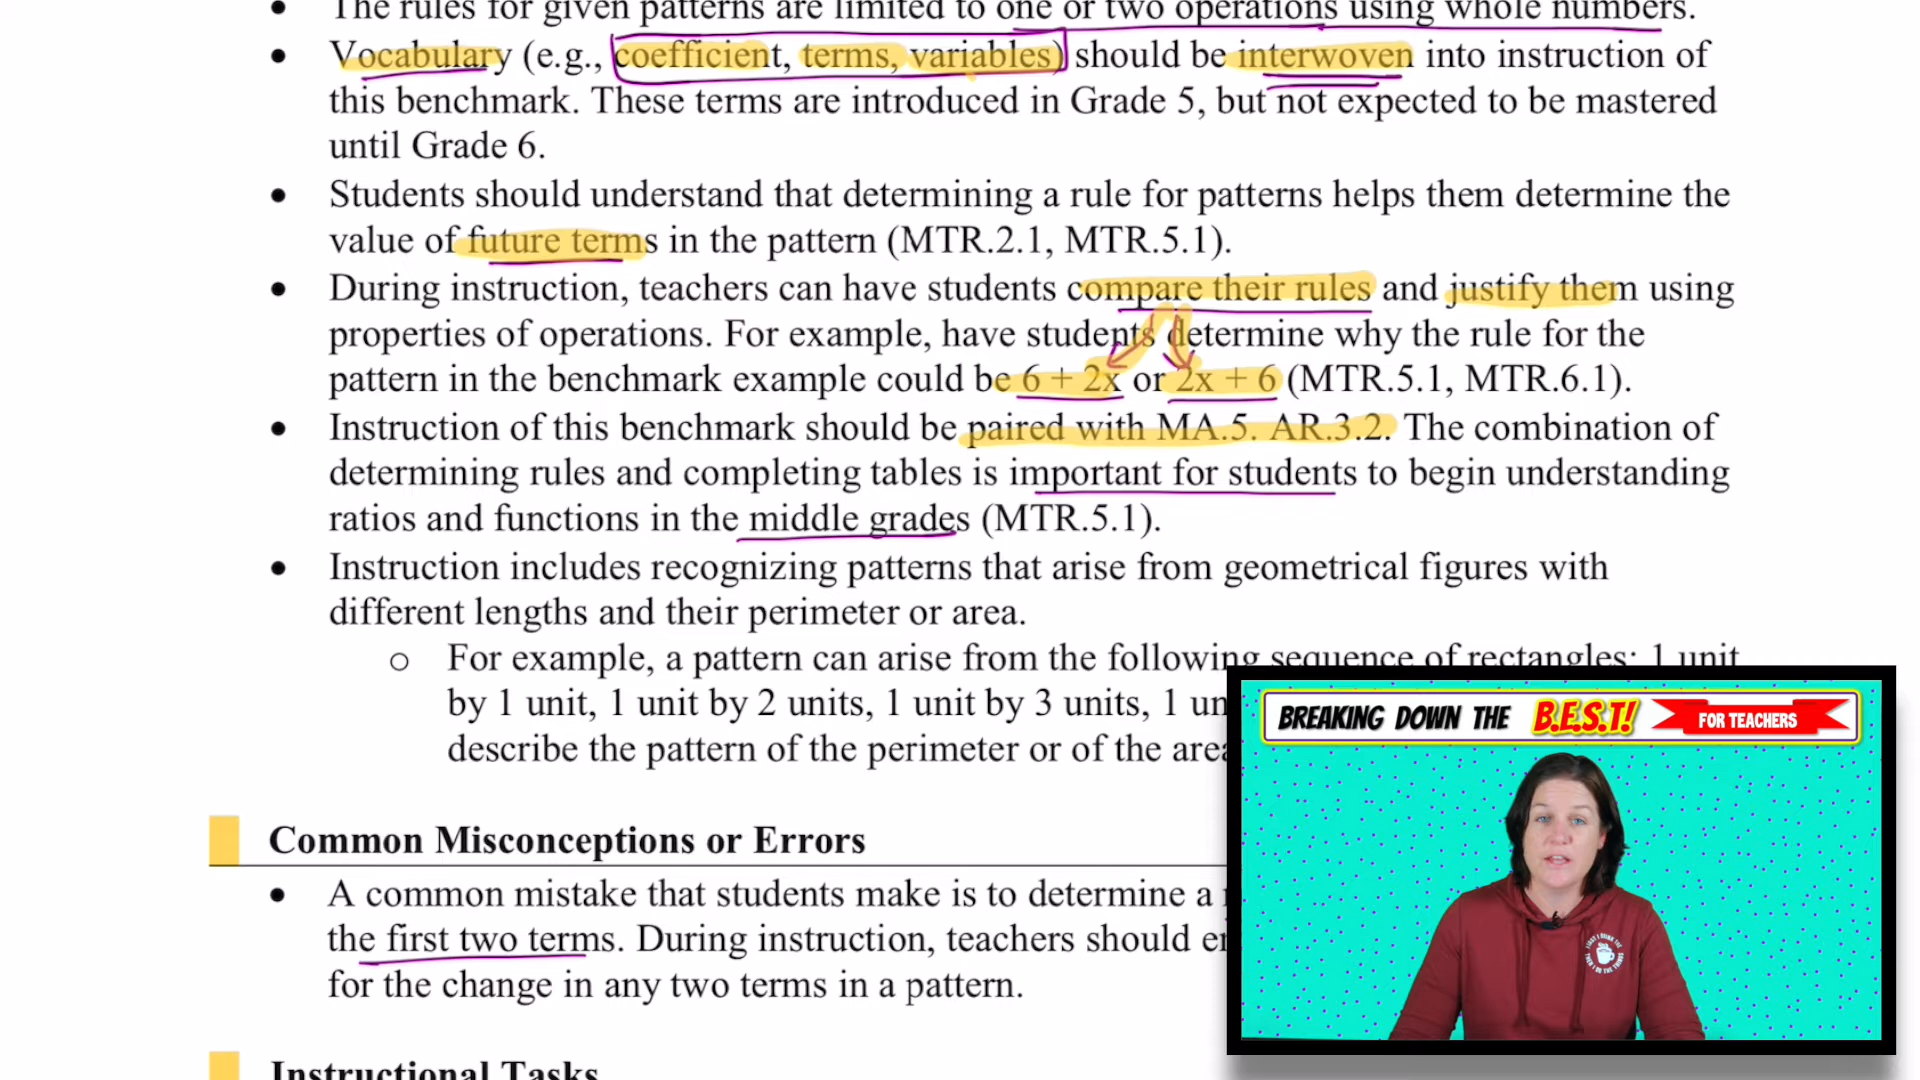 The rules for given patterns are limited to one or two operations using whole numbers.
Vocabulary (e.g., coefficient, terms, variables) should be interwoven into instruction of
this benchmark. These terms are introduced in Grade 5, but not expected to be mastered
until Grade 6.
Students should understand that determining a rule for patterns helps them determine the
value of future terms in the pattern (MTR.2.1, MTR.5.1).
During instruction, teachers can have students compare their rules and justify them using
properties of operations. For example, have students determine why the rule for the
pattern in the benchmark example could be 6 + 2x or 2x + 6 (MTR.5.1, MTR.6.1).
Instruction of this benchmark should be paired with MA.5. AR.3.2. The combination of
determining rules and completing tables is important for students to begin understanding
ratios and functions in the middle grades (MTR.5.1).
Instruction includes recognizing patterns that arise from geometrical figures with
different lengths and their perimeter or area.
For example, a pattern can arise from the following sequence of rectangles: 1 unit
by 1 unit, 1 unit by 2 units, 1 unit by 3 units, 1
describe the pattern of the perimeter or of the
Common Misconceptions or Errors
A common mistake that students make is to determine a
the first two terms. During instruction, teachers should
for the change in any two terms in a pattern.
Instructional Tasks
BREAKING DOWN THE B.E.S.T! FOR TEACHERS